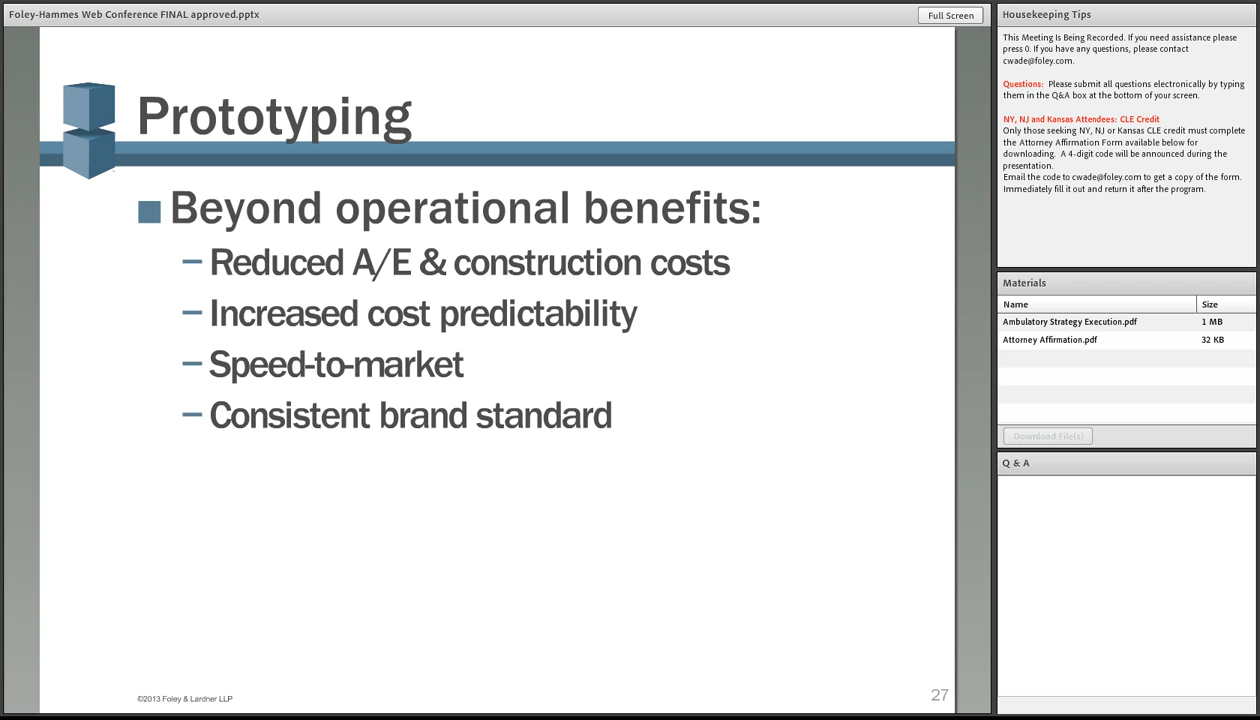 Foley-Hammes Web Conference FINAL approved.pptx
Full Screen
Prototyping
Beyond operational benefits:
– Reduced A/E & construction costs
– Increased cost predictability
– Speed-to-market
– Consistent brand standard
©2013 Foley & Lardner LLP
27
Housekeeping Tips
This Meeting Is Being Recorded. If you need assistance please
press 0. If you have any questions, please contact
cwade@foley.com.
Questions: Please submit all questions electronically by typing
them in the Q&A box at the bottom of your screen.
NY, NJ and Kansas Attendees: CLE Credit
Only those seeking NY, NJ or Kansas CLE credit must complete
the Attorney Affirmation Form available below for
downloading. A 4-digit code will be announced during the
presentation.
Email the code to cwade@foley.com to get a copy of the form.
Immediately fill it out and return it after the program.
Materials
Name Size
Ambulatory Strategy Execution.pdf 1 MB
Attorney Affirmation.pdf 32 KB
Download File(s)
Q & A